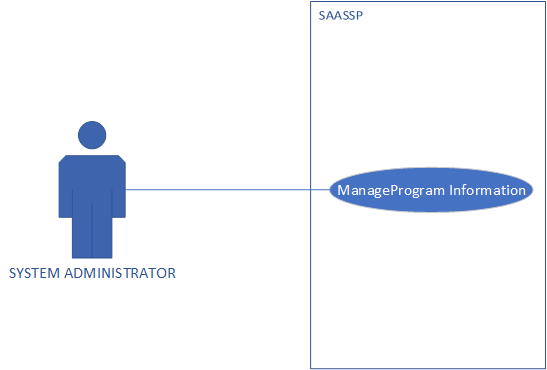 SAASSP
ManageProgram Information
SYSTEM ADMINISTRATOR